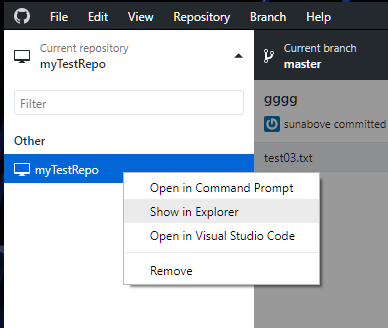 File Edit View Repository Branch Help
Current repository
myTestRepo
Current branch
master
Filter
gggg
sunabove committed
Other
test03.txt
myTestRepo
Open in Command Prompt
Show in Explorer
Open in Visual Studio Code
Remove